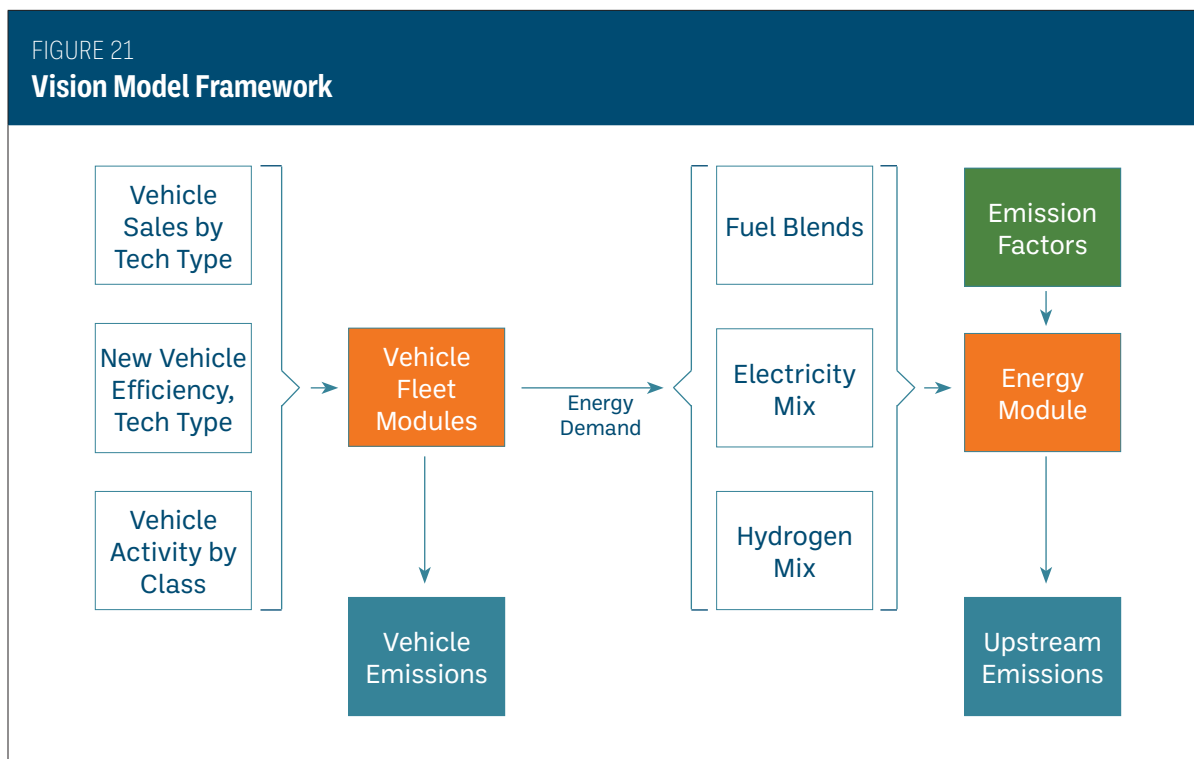 FIGURE 21
Vision Model Framework
Vehicle
Sales by
Tech Type
New Vehicle
Efficiency,
Tech Type
Vehicle
Activity by
Class
Vehicle
Fleet
Modules
Vehicle
Emissions
Energy
Demand
Fuel Blends
Electricity
Mix
Hydrogen
Mix
Emission
Factors
Energy
Module
Upstream
Emissions